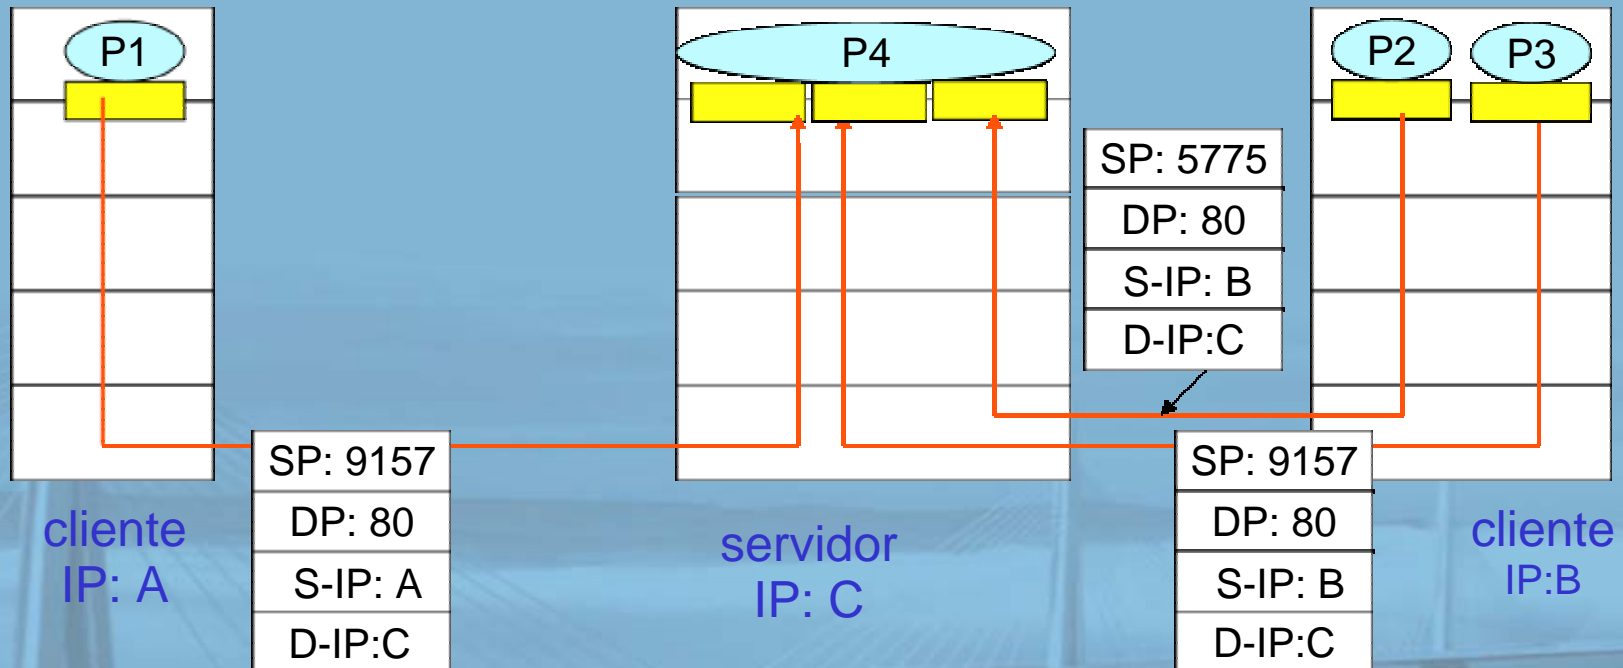 P1
P4
P2
P3
SP: 5775
DP: 80
S-IP: B
D-IP:C
SP: 9157
DP: 80
S-IP: A
D-IP:C
SP: 9157
DP: 80
S-IP: B
D-IP:C
cliente
IP: A
servidor
IP: C
cliente
IP:B